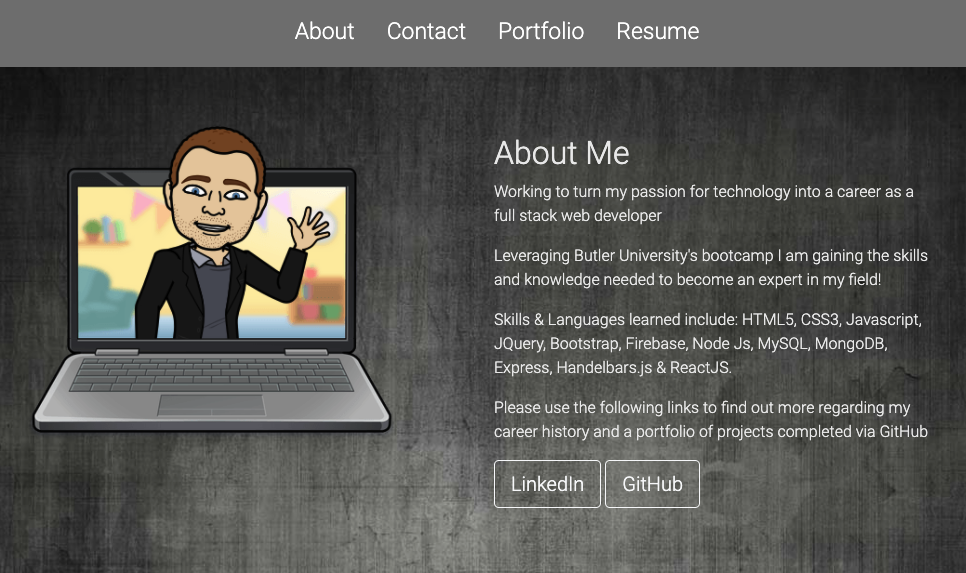 About Contact Portfolio Resume
About Me
Working to turn my passion for technology into a career as a
full stack web developer
Leveraging Butler University's bootcamp I am gaining the skills
and knowledge needed to become an expert in my field!
Skills & Languages learned include: HTML5, CSS3, Javascript,
JQuery, Bootstrap, Firebase, Node Js, MySQL, MongoDB,
Express, Handelbars.js & ReactJS.
Please use the following links to find out more regarding my
career history and a portfolio of projects completed via GitHub
LinkedIn GitHub